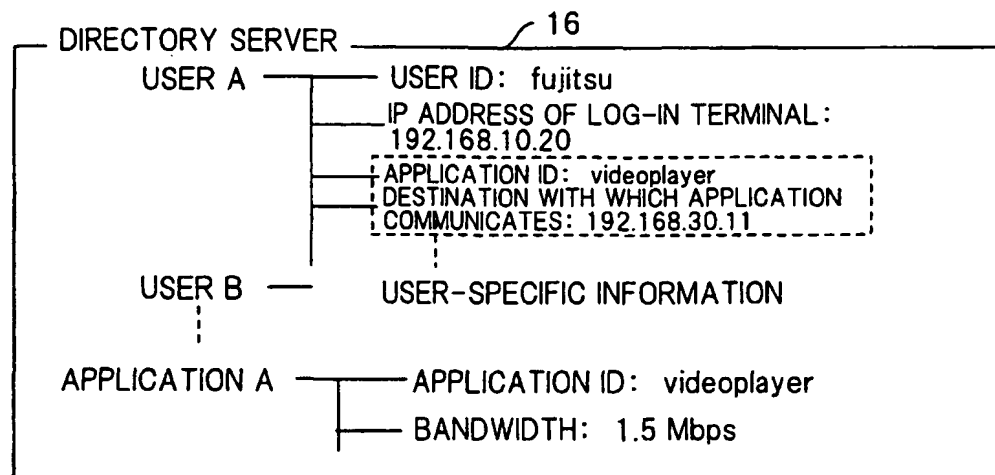 16
DIRECTORY SERVER
USER A
USER ID: fujitsu
IP ADDRESS OF LOG-IN TERMINAL:
192.168.10.20
APPLICATION ID: videoplayer
DESTINATION WITH WHICH APPLICATION
COMMUNICATES: 192.168.30.11
USER B
USER-SPECIFIC INFORMATION
APPLICATION A
APPLICATION ID: videoplayer
BANDWIDTH: 1.5 Mbps